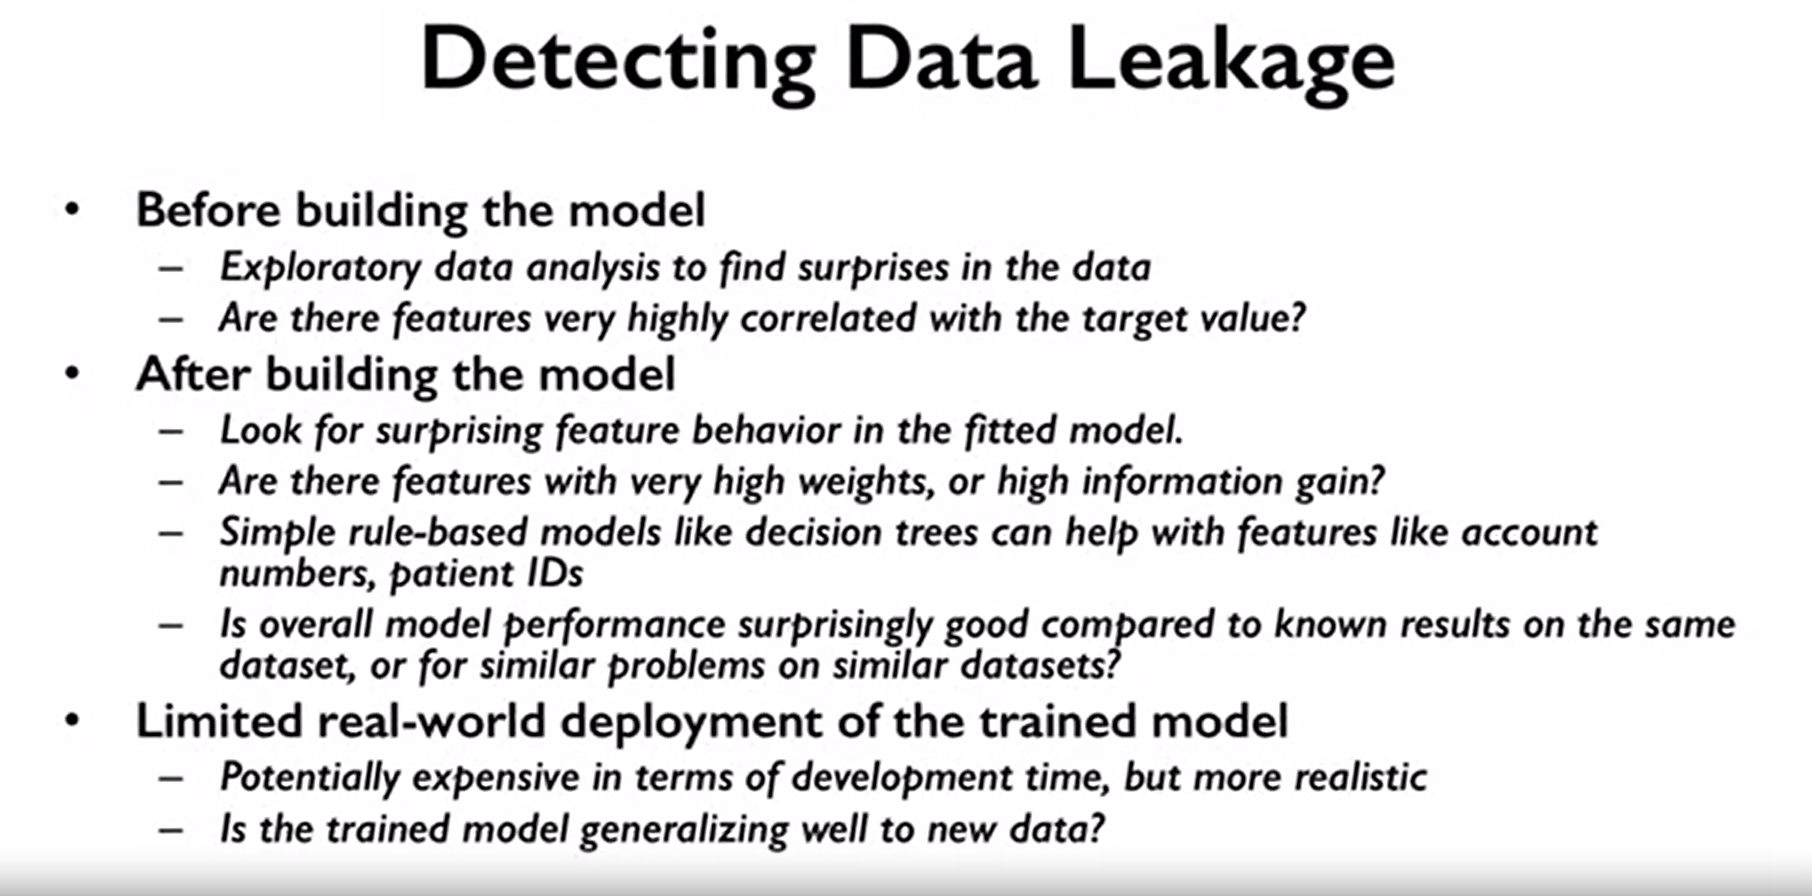 Detecting Data Leakage
• Before building the model
– Exploratory data analysis to find surprises in the data
– Are there features very highly correlated with the target value?
• After building the model
– Look for surprising feature behavior in the fitted model.
– Are there features with very high weights, or high information gain?
– Simple rule-based models like decision trees can help with features like account
numbers, patient IDs
– Is overall model performance surprisingly good compared to known results on the same
dataset, or for similar problems on similar datasets?
• Limited real-world deployment of the trained model
– Potentially expensive in terms of development time, but more realistic
– Is the trained model generalizing well to new data?